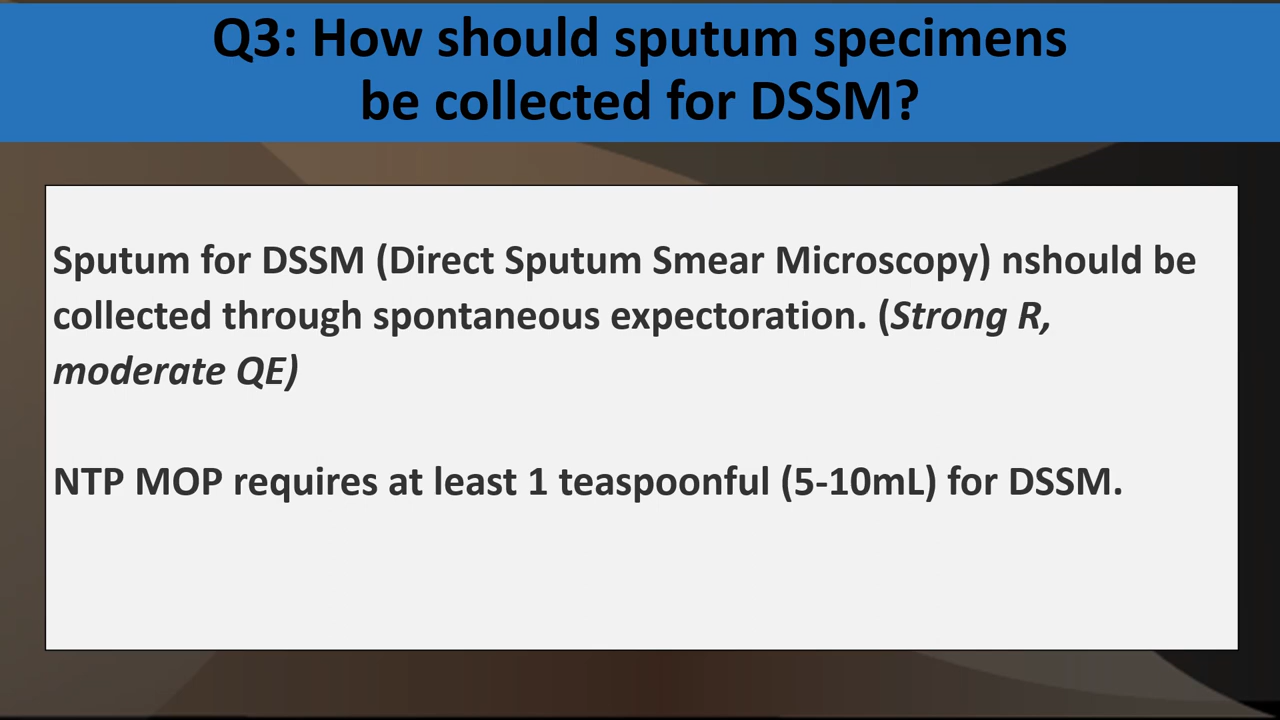 Q3: How should sputum specimens
be collected for DSSM?
Sputum for DSSM (Direct Sputum Smear Microscopy) nshould be
collected through spontaneous expectoration. (Strong R,
moderate QE)
NTP MOP requires at least 1 teaspoonful (5-10mL) for DSSM.